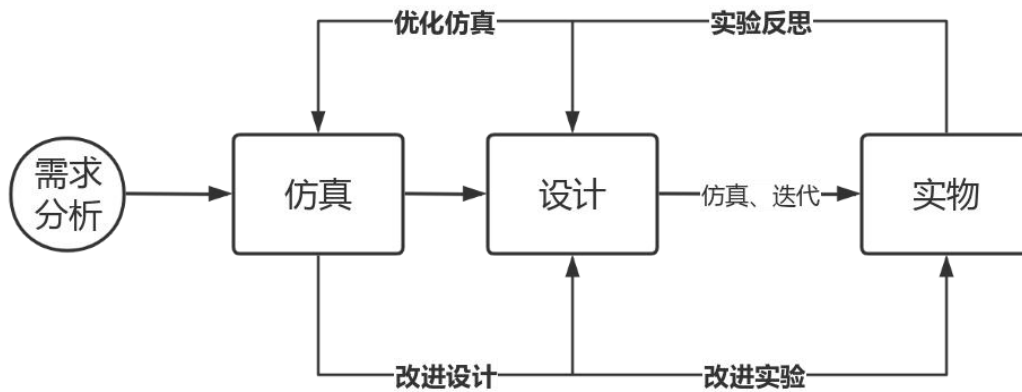 优化仿真
实验反思
需求
分析
仿真
设计
仿真、迭代
实物
改进设计
改进实验